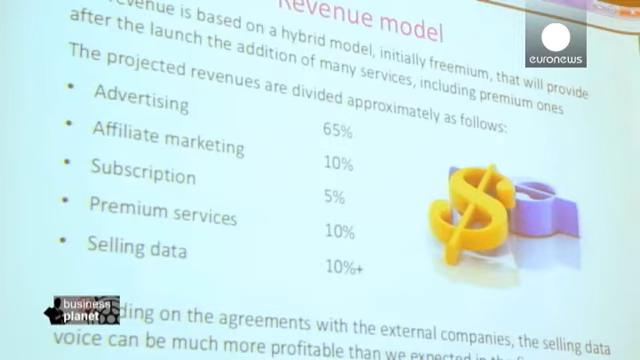 Revenue model
revenue is based on a hybrid model, initially freemium, that will provide
after the launch the addition of many services, including premium ones
The projected revenues are divided approximately as follows:
• Advertising 65%
• Affiliate marketing 10%
• Subscription 5%
• Premium services 10%
• Selling data 10%+
on the agreements with the external companies, the selling data
voice can be much more profitable than we expected in the
euronews
business
planet